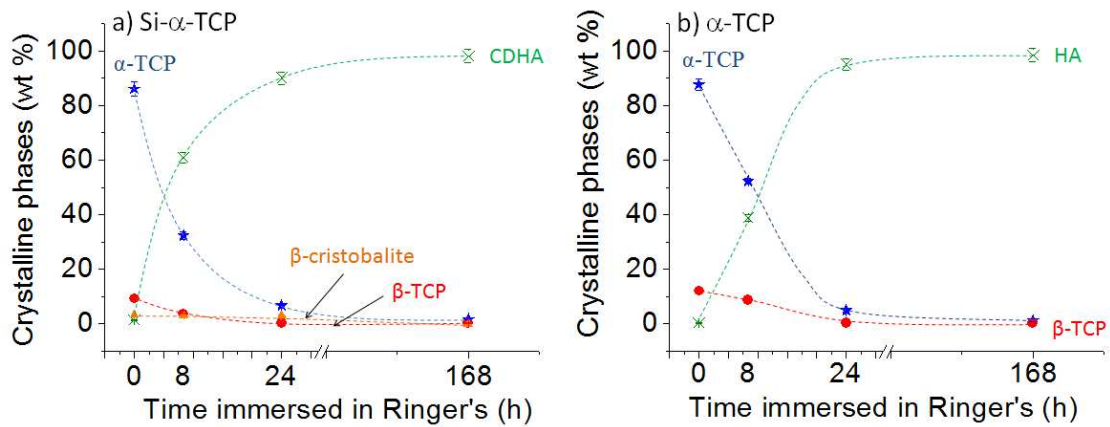 a) Si-α-TCP
Crystalline phases (wt %)
100
80
60
40
20
0
α-TCP
CDHA
β-cristobalite
β-TCP
0 8 24 168
Time immersed in Ringer's (h)
b) α-TCP
Crystalline phases (wt %)
100
80
60
40
20
0
α-TCP
HA
β-TCP
0 8 24 168
Time immersed in Ringer's (h)